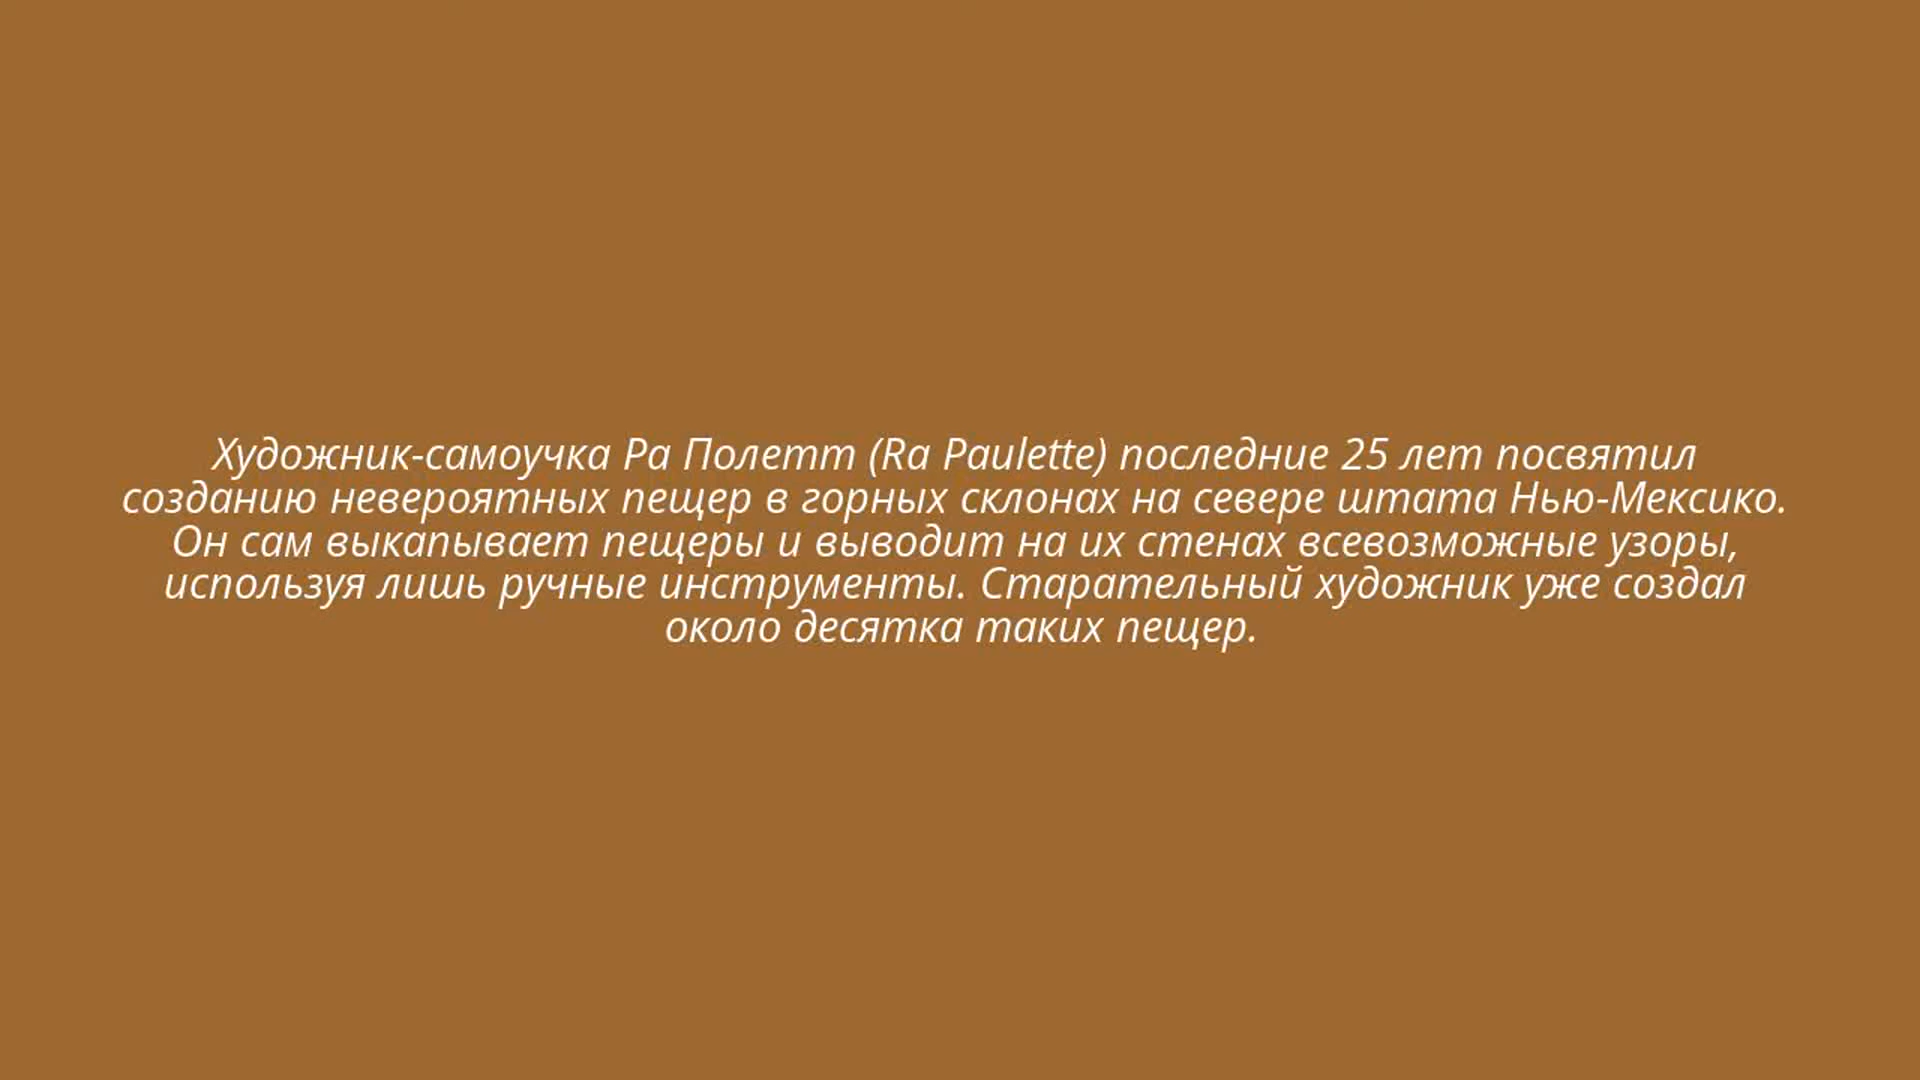 Художник-самоучка Ра Полетт (Ra Paulette) последние 25 лет посвятил
созданию невероятных пещер в горных склонах на севере штата Нью-Мексико.
Он сам выкапывает пещеры и выводит на их стенах всевозможные узоры,
используя лишь ручные инструменты. Старательный художник уже создал
около десятка таких пещер.